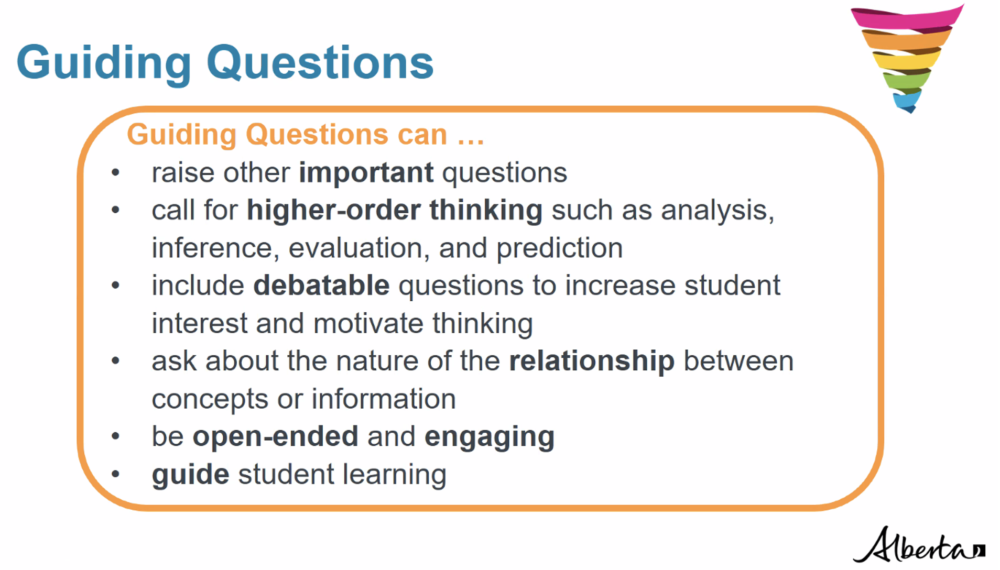 Guiding Questions
Guiding Questions can …
• raise other important questions
• call for higher-order thinking such as analysis,
inference, evaluation, and prediction
• include debatable questions to increase student
interest and motivate thinking
• ask about the nature of the relationship between
concepts or information
• be open-ended and engaging
• guide student learning
Alberta